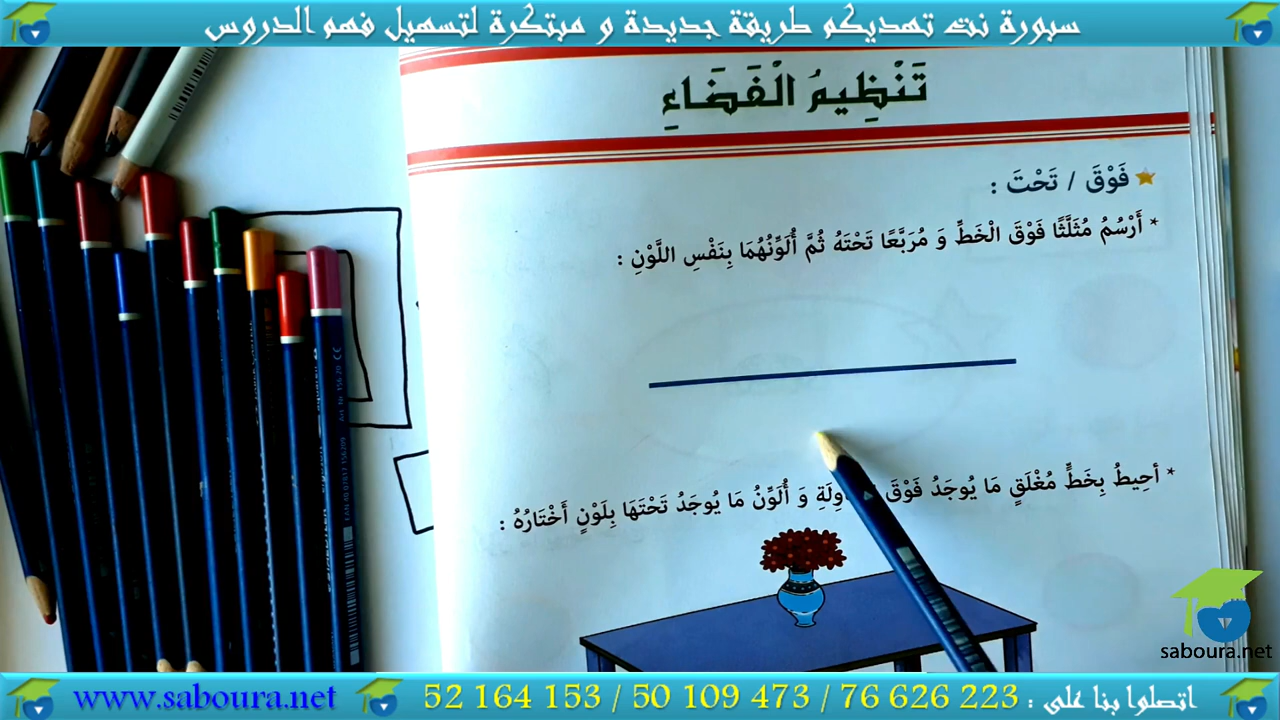 سبورة نت تهديكم طريقة جديدة و مبتكرة لتسهيل فهم الدروس
تَنْظِيمُ الْفَضَاءِ
فَوْقَ / تَحْتَ :
* أَرْسُمُ مُثَلَّثًا فَوْقَ الْخَطِّ وَ مُرَبَّعًا تَحْتَهُ ثُمَّ أُلَوِّنُهُمَا بِنَفْسِ اللَّوْنِ :
* أحِيطُ بِخَطٍّ مُغْلَقٍ مَا يُوجَدُ فَوْقَ وَ أُلَوِّنُ مَا يُوجَدُ تَحْتَهَا بِلَوْنٍ أَخْتَارُهُ :
saboura.net
اتصلوا بنا على : 52 164 153 / 50 109 473 / 76 626 223
www.saboura.net